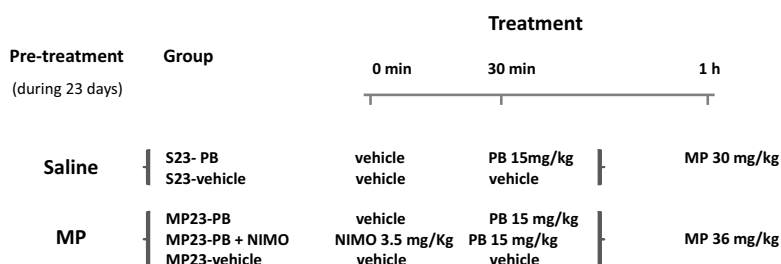 Treatment
Pre-treatment Group
(during 23 days)
0 min 30 min 1 h
Saline
S23- PB vehicle PB 15mg/kg MP 30 mg/kg
S23-vehicle vehicle vehicle
MP23-PB vehicle PB 15 mg/kg
MP MP23-PB + NIMO NIMO 3.5 mg/Kg PB 15 mg/kg MP 36 mg/kg
MP23-vehicle vehicle vehicle